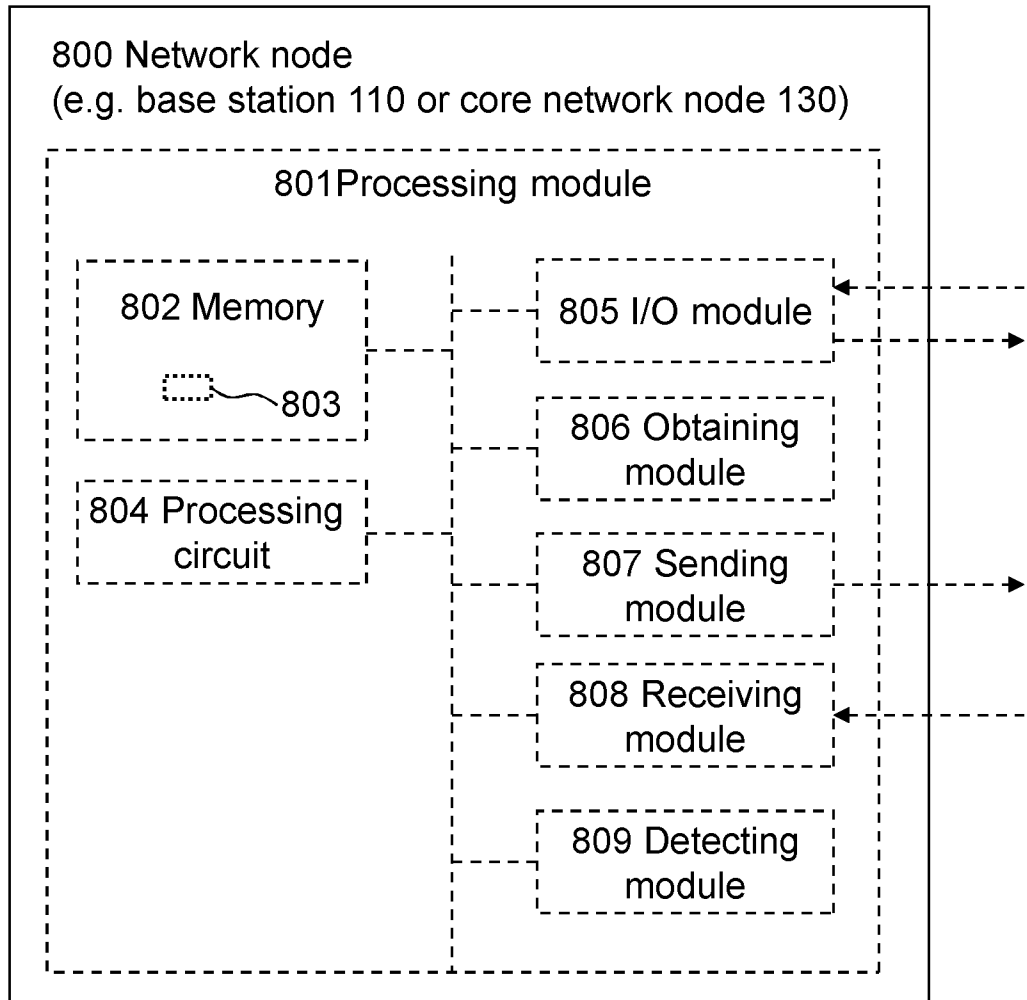 800 Network node
(e.g. base station 110 or core network node 130)
801Processing module
802 Memory
803
804 Processing
circuit
805 I/O module
806 Obtaining
module
807 Sending
module
808 Receiving
module
809 Detecting
module